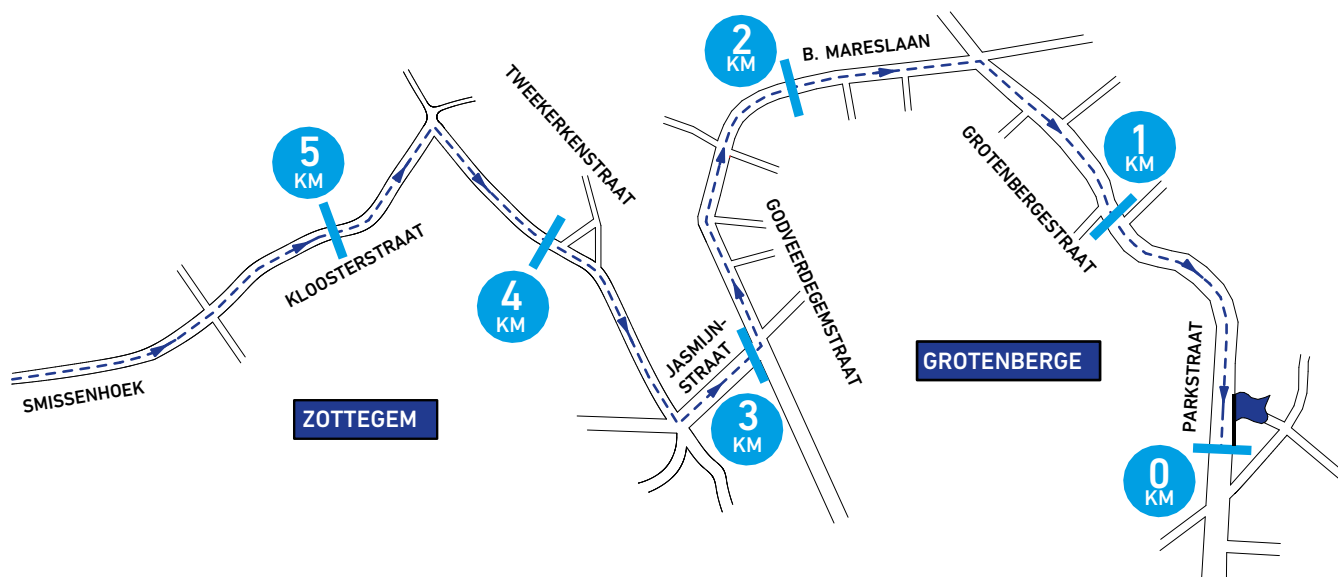 2
KM
B. MARESLAAN
TWEEKERKENSTRAAT
5
KM
1
KM
GROTENBERGESTRAAT
KLOOSTERSTRAAT
GODVEERDEGEMSTRAAT
4
KM
JASMIJN-
STRAAT
GROTENBERGE
PARKSTRAAT
SMISSENHOEK
ZOTTEGEM
3
KM
0
KM